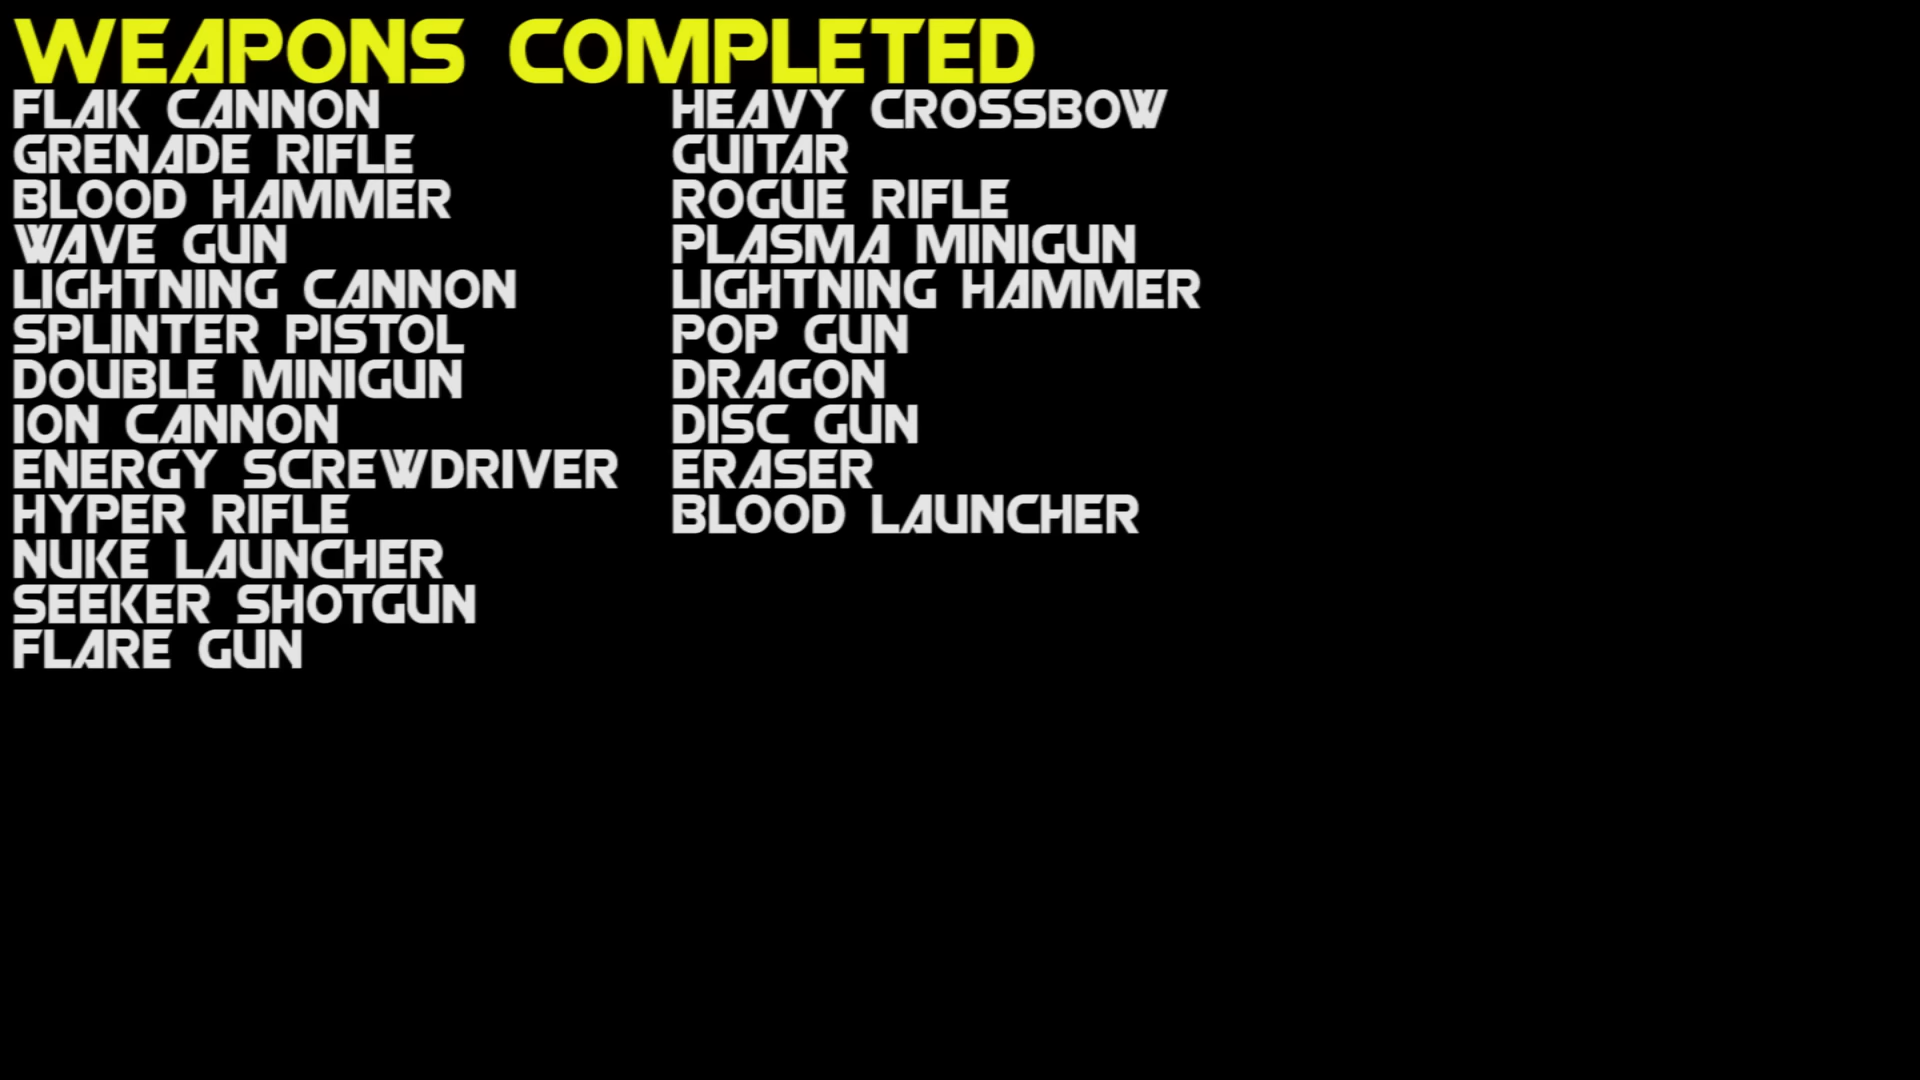 WEAPONS COMPLETED
FLAK CANNON
GRENADE RIFLE
BLOOD HAMMER
WAVE GUN
LIGHTNING CANNON
SPLINTER PISTOL
DOUBLE MINIGUN
ION CANNON
ENERGY SCREWDRIVER
HYPER RIFLE
NUKE LAUNCHER
SEEKER SHOTGUN
FLARE GUN
HEAVY CROSSBOW
GUITAR
ROGUE RIFLE
PLASMA MINIGUN
LIGHTNING HAMMER
POP GUN
DRAGON
DISC GUN
ERASER
BLOOD LAUNCHER